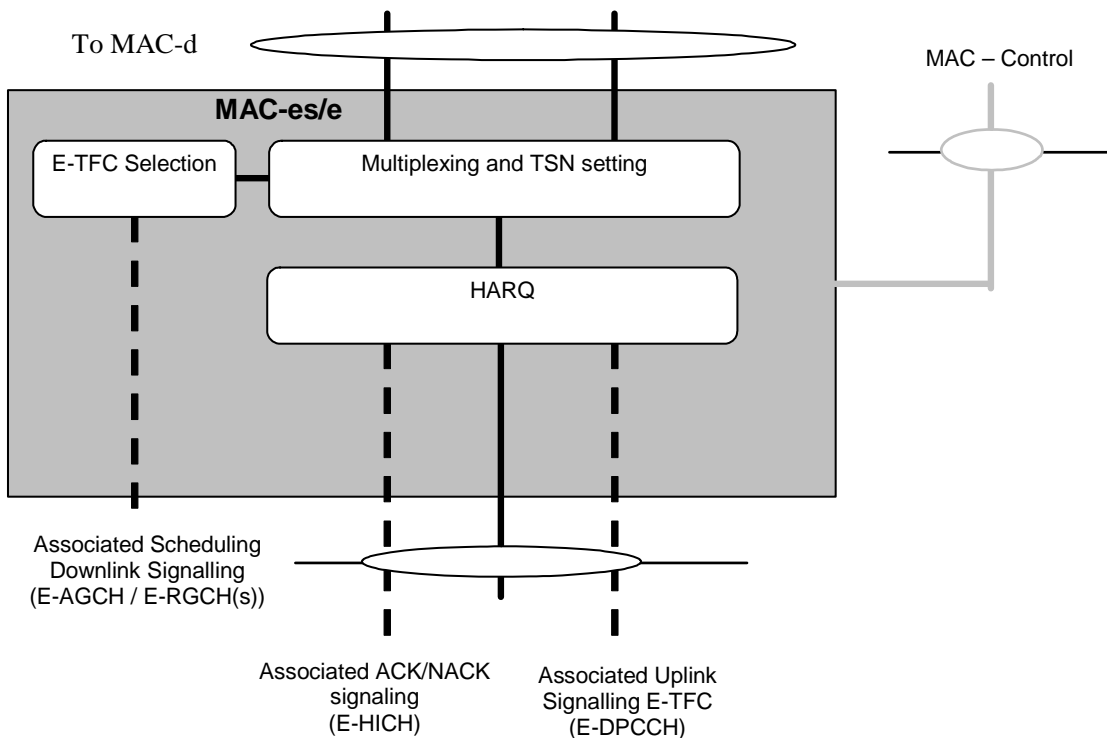 To MAC-d
MAC – Control
MAC-es/e
E-TFC Selection
Multiplexing and TSN setting
HARQ
Associated Scheduling
Downlink Signalling
(E-AGCH / E-RGCH(s))
Associated ACK/NACK
signaling
(E-HICH)
Associated Uplink
Signalling E-TFC
(E-DPCCH)